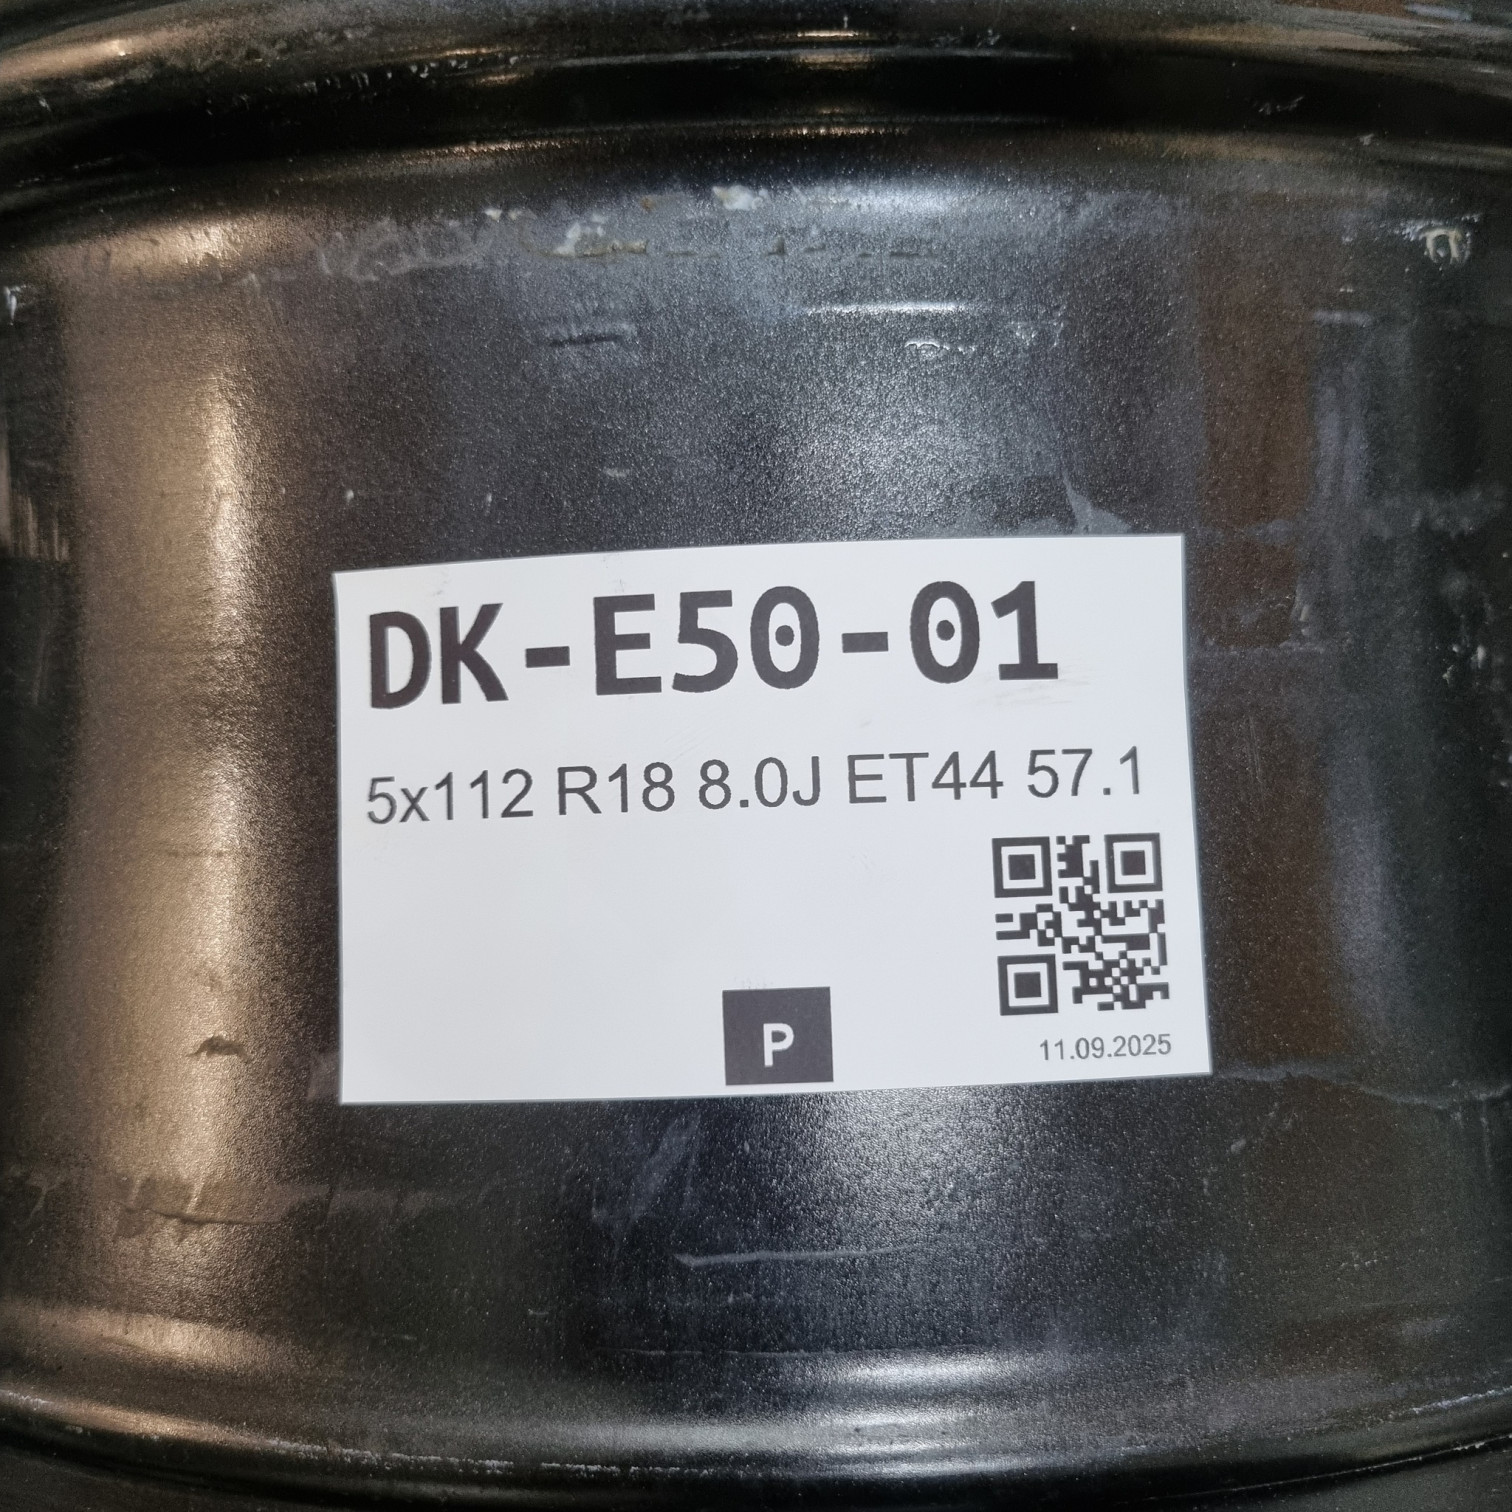 DK-E50-01
5x112 R18 8.0J ET44 57.1
P
11.09.2025